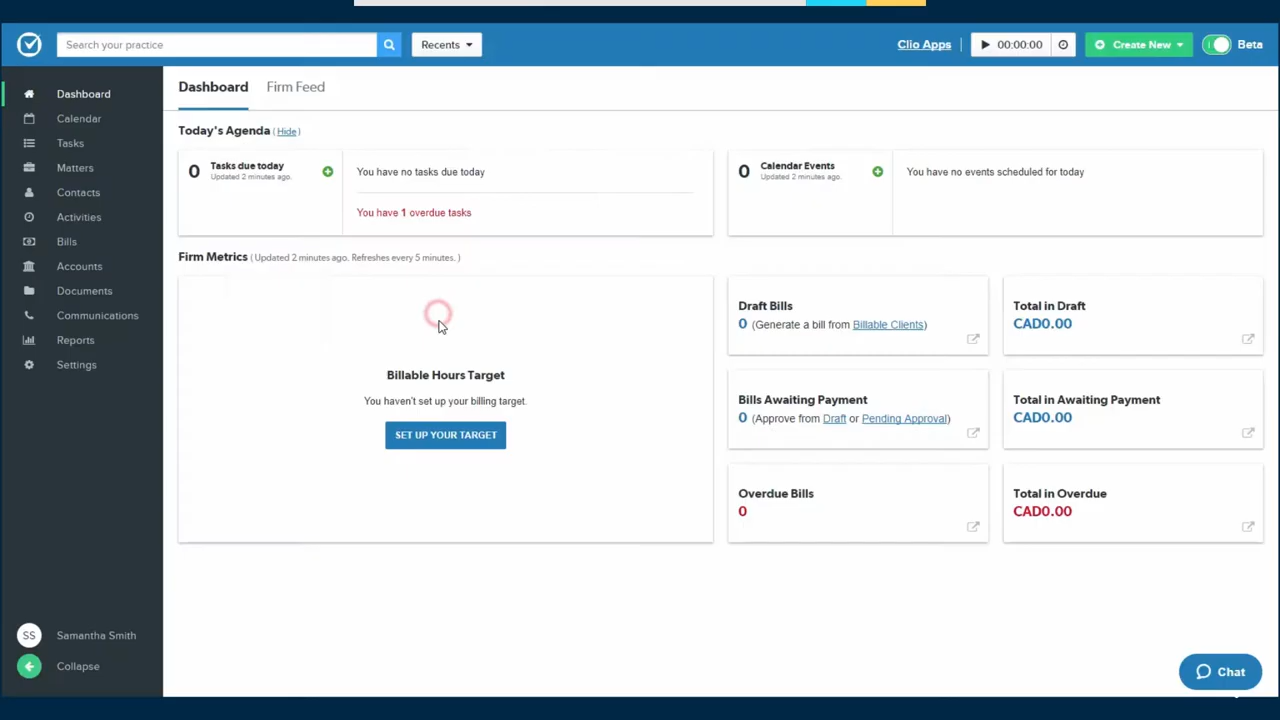 Search your practice
Recents
Clio Apps
00:00:00
Create New
Beta
Dashboard
Calendar
Tasks
Matters
Contacts
Activities
Bills
Accounts
Documents
Communications
Reports
Settings
SS Samantha Smith
Collapse
Dashboard Firm Feed
Today's Agenda (Hide)
0 Tasks due today
Updated 2 minutes ago.
You have no tasks due today
You have 1 overdue tasks
0 Calendar Events
Updated 2 minutes ago.
You have no events scheduled for today
Firm Metrics ( Updated 2 minutes ago. Refreshes every 5 minutes. )
Billable Hours Target
You haven't set up your billing target.
SET UP YOUR TARGET
Draft Bills
0 (Generate a bill from Billable Clients)
Total in Draft
CAD0.00
Bills Awaiting Payment
0 (Approve from Draft or Pending Approval)
Total in Awaiting Payment
CAD0.00
Overdue Bills
0
Total in Overdue
CAD0.00
Chat